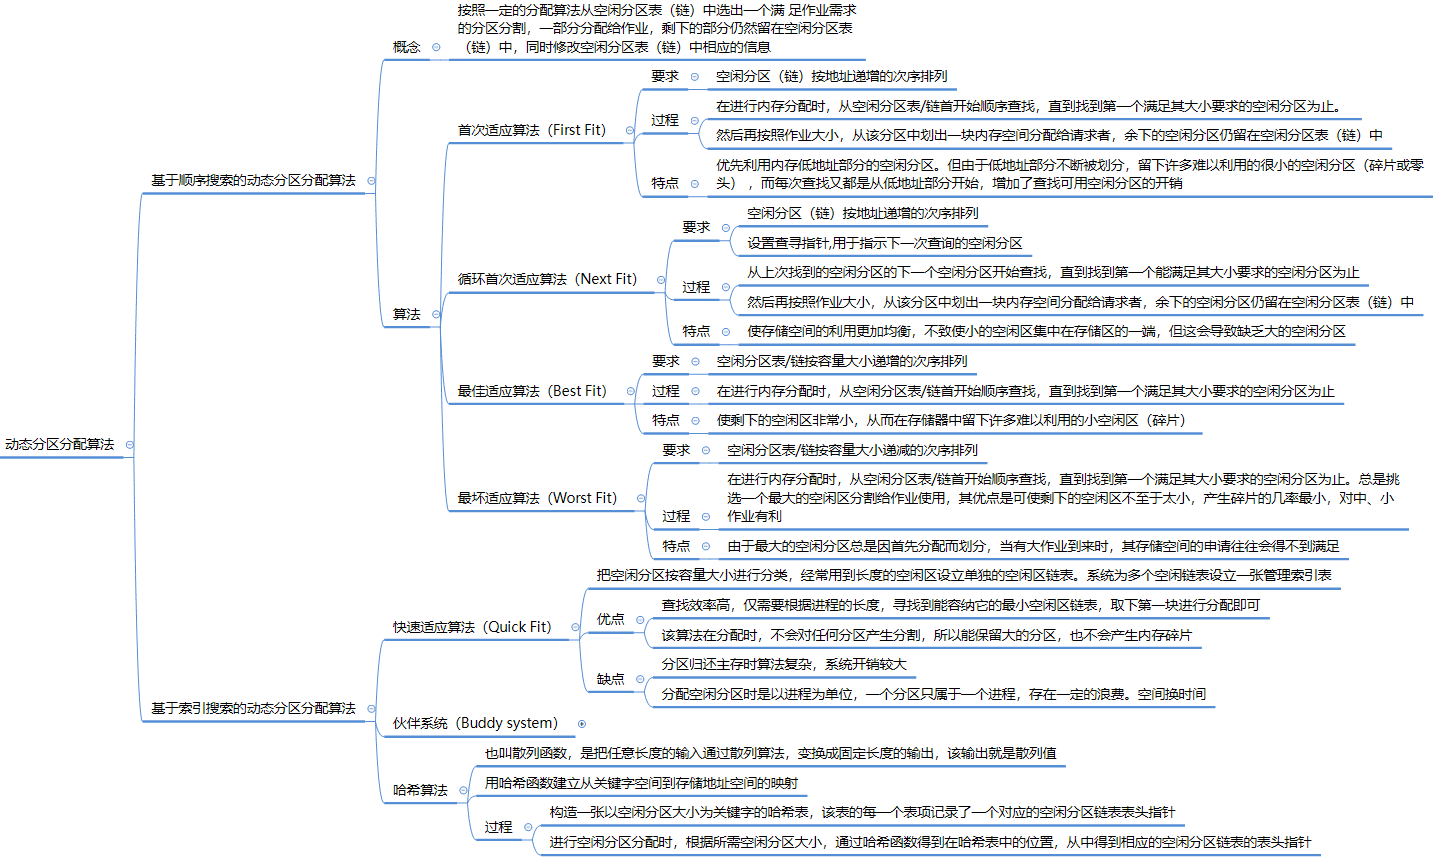 动态分区分配算法
基于顺序搜索的动态分区分配算法
概念
按照一定的分配算法从空闲分区表（链）中选出一个满 足作业需求
的分区分割，一部分分配给作业，剩下的部分仍然留在空闲分区表
（链）中，同时修改空闲分区表（链）中相应的信息
算法
首次适应算法（First Fit）
要求
空闲分区（链）按地址递增的次序排列
过程
在进行内存分配时，从空闲分区表/链首开始顺序查找，直到找到第一个满足其大小要求的空闲分区为止。
然后再按照作业大小，从该分区中划出一块内存空间分配给请求者，余下的空闲分区仍留在空闲分区表（链）中
特点
优先利用内存低地址部分的空闲分区。但由于低地址部分不断被划分，留下许多难以利用的很小的空闲分区（碎片或零
头） ，而每次查找又都是从低地址部分开始，增加了查找可用空闲分区的开销
循环首次适应算法（Next Fit）
要求
空闲分区（链）按地址递增的次序排列
设置查寻指针,用于指示下一次查询的空闲分区
过程
从上次找到的空闲分区的下一个空闲分区开始查找，直到找到第一个能满足其大小要求的空闲分区为止
然后再按照作业大小，从该分区中划出一块内存空间分配给请求者，余下的空闲分区仍留在空闲分区表（链）中
特点
使存储空间的利用更加均衡，不致使小的空闲区集中在存储区的一端，但这会导致缺乏大的空闲分区
最佳适应算法（Best Fit）
要求
空闲分区表/链按容量大小递增的次序排列
过程
在进行内存分配时，从空闲分区表/链首开始顺序查找，直到找到第一个满足其大小要求的空闲分区为止
特点
使剩下的空闲区非常小，从而在存储器中留下许多难以利用的小空闲区（碎片）
最坏适应算法（Worst Fit）
要求
空闲分区表/链按容量大小递减的次序排列
过程
在进行内存分配时，从空闲分区表/链首开始顺序查找，直到找到第一个满足其大小要求的空闲分区为止。总是挑
选一个最大的空闲区分割给作业使用，其优点是可使剩下的空闲区不至于太小，产生碎片的几率最小，对中、小
作业有利
特点
由于最大的空闲分区总是因首先分配而划分，当有大作业到来时，其存储空间的申请往往会得不到满足
基于索引搜索的动态分区分配算法
快速适应算法（Quick Fit）
把空闲分区按容量大小进行分类，经常用到长度的空闲区设立单独的空闲区链表。系统为多个空闲链表设立一张管理索引表
优点
查找效率高，仅需要根据进程的长度，寻找到能容纳它的最小空闲区链表，取下第一块进行分配即可
该算法在分配时，不会对任何分区产生分割，所以能保留大的分区，也不会产生内存碎片
缺点
分区归还主存时算法复杂，系统开销较大
分配空闲分区时是以进程为单位，一个分区只属于一个进程，存在一定的浪费。空间换时间
伙伴系统（Buddy system）
哈希算法
也叫散列函数，是把任意长度的输入通过散列算法，变换成固定长度的输出，该输出就是散列值
用哈希函数建立从关键字空间到存储地址空间的映射
过程
构造一张以空闲分区大小为关键字的哈希表，该表的每一个表项记录了一个对应的空闲分区链表表头指针
进行空闲分区分配时，根据所需空闲分区大小，通过哈希函数得到在哈希表中的位置，从中得到相应的空闲分区链表的表头指针